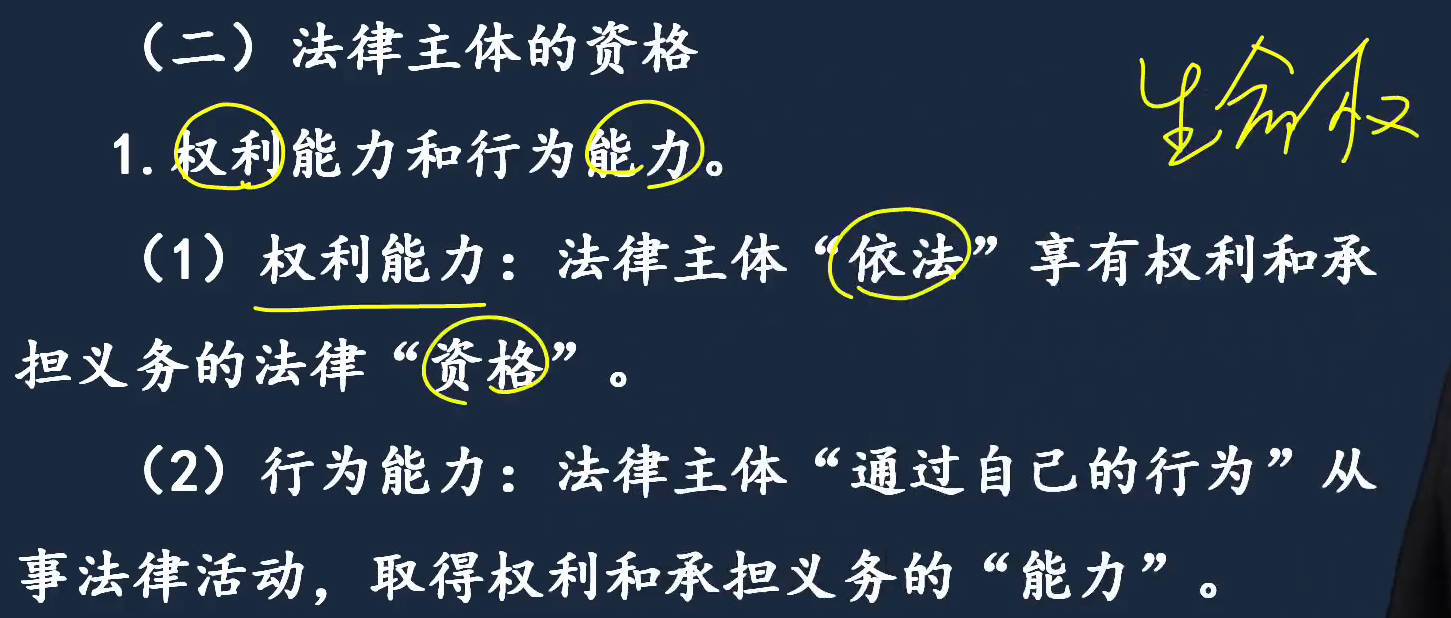 （二）法律主体的资格
生命权
1.权利能力和行为能力。
（1）权利能力：法律主体“依法”享有权利和承
担义务的法律“资格”。
（2）行为能力：法律主体“通过自己的行为”从
事法律活动，取得权利和承担义务的“能力”。